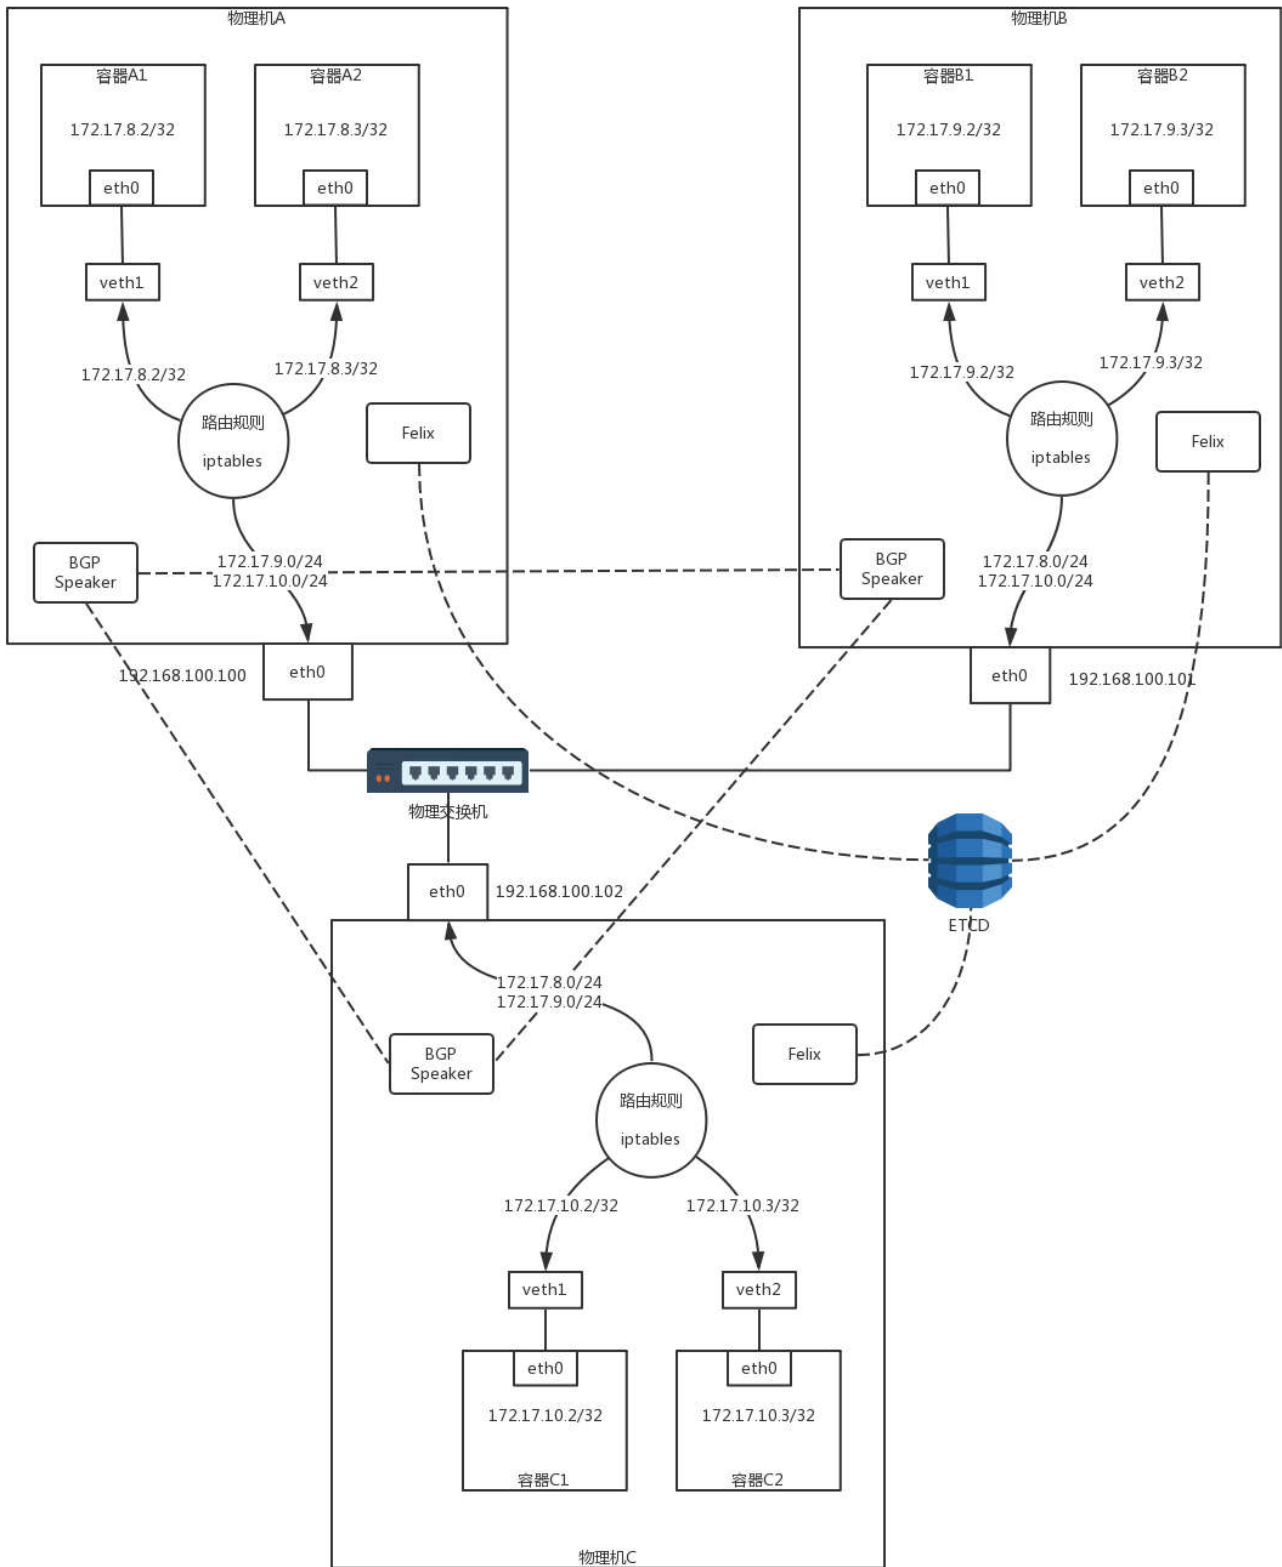 物理机A
容器A1
容器A2
172.17.8.2/32
172.17.8.3/32
eth0
eth0
veth1
veth2
172.17.8.2/32
172.17.8.3/32
路由规则
iptables
Felix
BGP
Speaker
172.17.9.0/24
172.17.10.0/24
192.168.100.100
eth0
物理机B
容器B1
容器B2
172.17.9.2/32
172.17.9.3/32
eth0
eth0
veth1
veth2
172.17.9.2/32
172.17.9.3/32
路由规则
iptables
Felix
BGP
Speaker
172.17.8.0/24
172.17.10.0/24
eth0
192.168.100.101
物理交换机
ETCD
eth0
192.168.100.102
172.17.8.0/24
172.17.9.0/24
BGP
Speaker
Felix
路由规则
iptables
172.17.10.2/32
172.17.10.3/32
veth1
veth2
eth0
eth0
172.17.10.2/32
172.17.10.3/32
容器C1
容器C2
物理机C